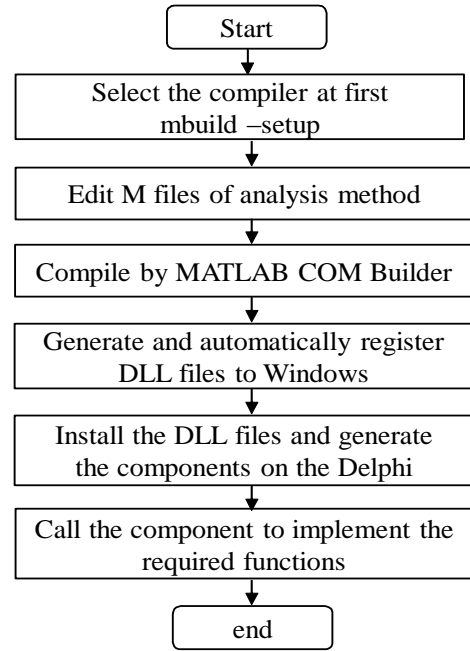 Start
Select the compiler at first
mbuild –setup
Edit M files of analysis method
Compile by MATLAB COM Builder
Generate and automatically register
DLL files to Windows
Install the DLL files and generate
the components on the Delphi
Call the component to implement the
required functions
end